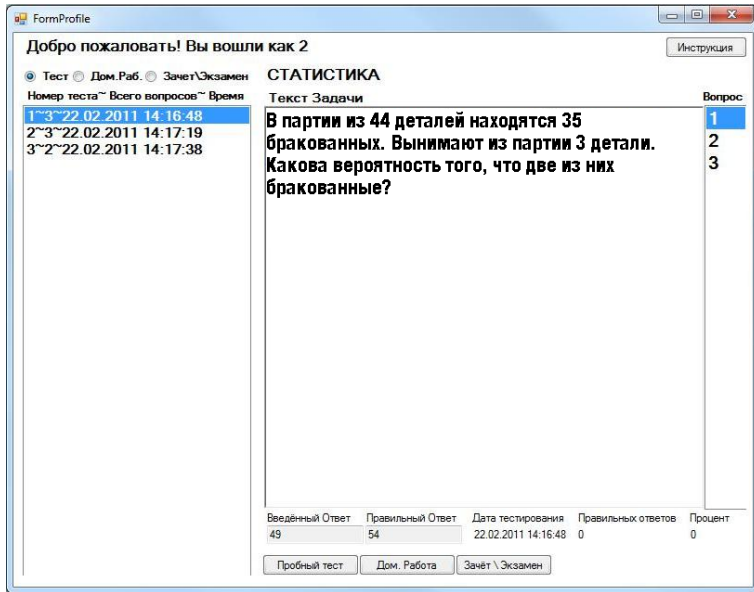 FormProfile
Добро пожаловать! Вы вошли как 2
Инструкция
Тест Дом.Раб. Зачет\Экзамен
СТАТИСТИКА
Номер теста~ Всего вопросов~ Время
Текст Задачи
Вопрос
1~3~22.02.2011 14:16:48
2~3~22.02.2011 14:17:19
3~2~22.02.2011 14:17:38
В партии из 44 деталей находятся 35
бракованных. Вынимают из партии 3 детали.
Какова вероятность того, что две из них
бракованные?
1
2
3
Введённый Ответ Правильный Ответ Дата тестирования Правильных ответов Процент
49 54 22.02.2011 14:16:48 0 0
Пробный тест Дом. Работа Зачёт \ Экзамен